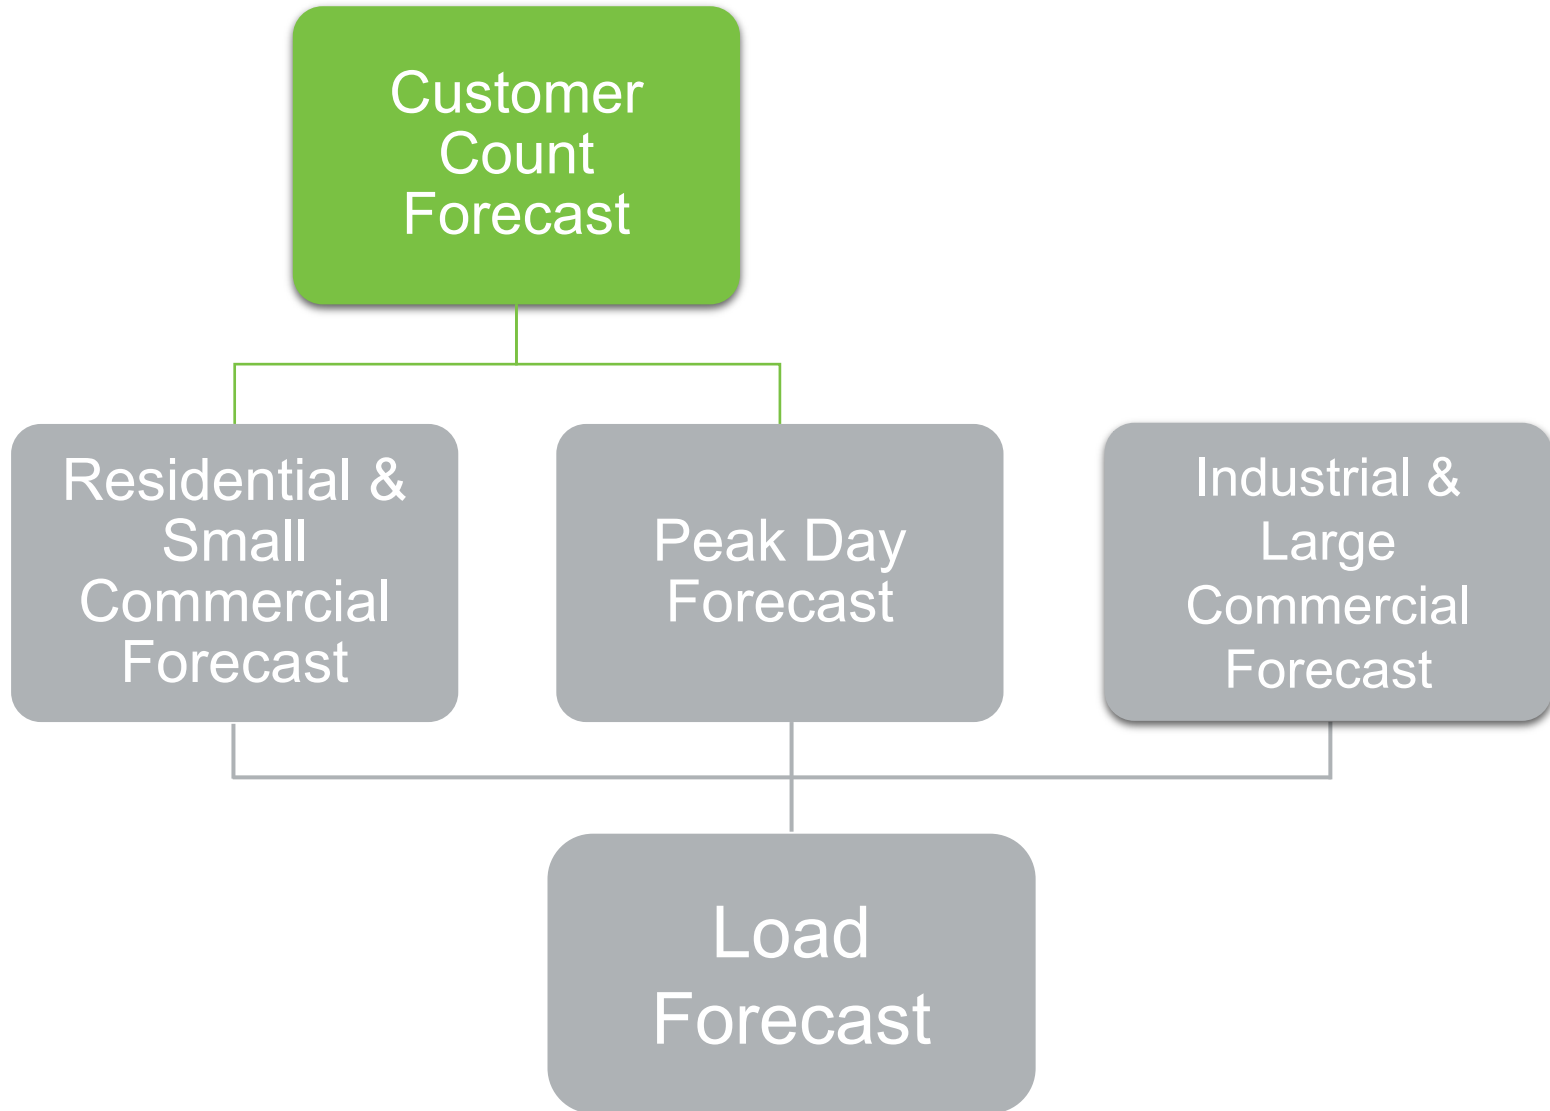 Customer
Count
Forecast
Residential &
Small
Commercial
Forecast
Peak Day
Forecast
Industrial &
Large
Commercial
Forecast
Load
Forecast